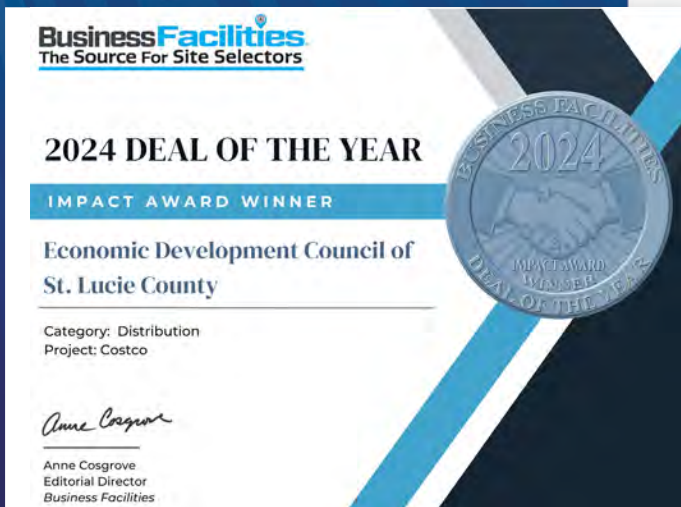 BusinessFacilities
The Source For Site Selectors
2024 DEAL OF THE YEAR
IMPACT AWARD WINNER
Economic Development Council of
St. Lucie County
Category: Distribution
Project: Costco
Anne Cosgrove
Anne Cosgrove
Editorial Director
Business Facilities
BUSINESS FACILITIES
2024
IMPACT AWARD
WINNER
DEAL OF THE YEAR